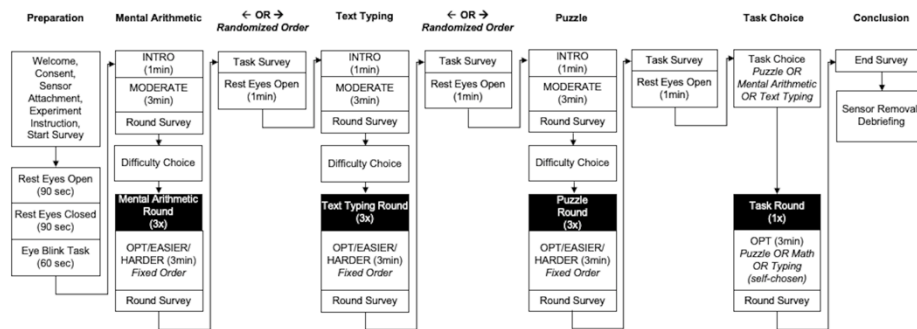 Preparation
Welcome,
Consent,
Sensor
Attachment,
Experiment
Instruction,
Start Survey
Rest Eyes Open
(90 sec)
Rest Eyes Closed
(90 sec)
Eye Blink Task
(60 sec)
Mental Arithmetic
INTRO
(1min)
MODERATE
(3min)
Round Survey
Difficulty Choice
Mental Arithmetic
Round
(3x)
OPT/EASIER/
HARDER (3min)
Fixed Order
Round Survey
← OR →
Randomized Order
Task Survey
Rest Eyes Open
(1min)
Text Typing
INTRO
(1min)
MODERATE
(3min)
Round Survey
Difficulty Choice
Text Typing Round
(3x)
OPT/EASIER/
HARDER (3min)
Fixed Order
Round Survey
← OR →
Randomized Order
Task Survey
Rest Eyes Open
(1min)
Puzzle
INTRO
(1min)
MODERATE
(3min)
Round Survey
Difficulty Choice
Puzzle
Round
(3x)
OPT/EASIER/
HARDER (3min)
Fixed Order
Round Survey
Task Survey
Rest Eyes Open
(1min)
Task Choice
Task Choice
Puzzle OR
Mental Arithmetic
OR Text Typing
Task Round
(1x)
OPT (3min)
Puzzle OR Math
OR Typing
(self-chosen)
Round Survey
Conclusion
End Survey
Sensor Removal
Debriefing